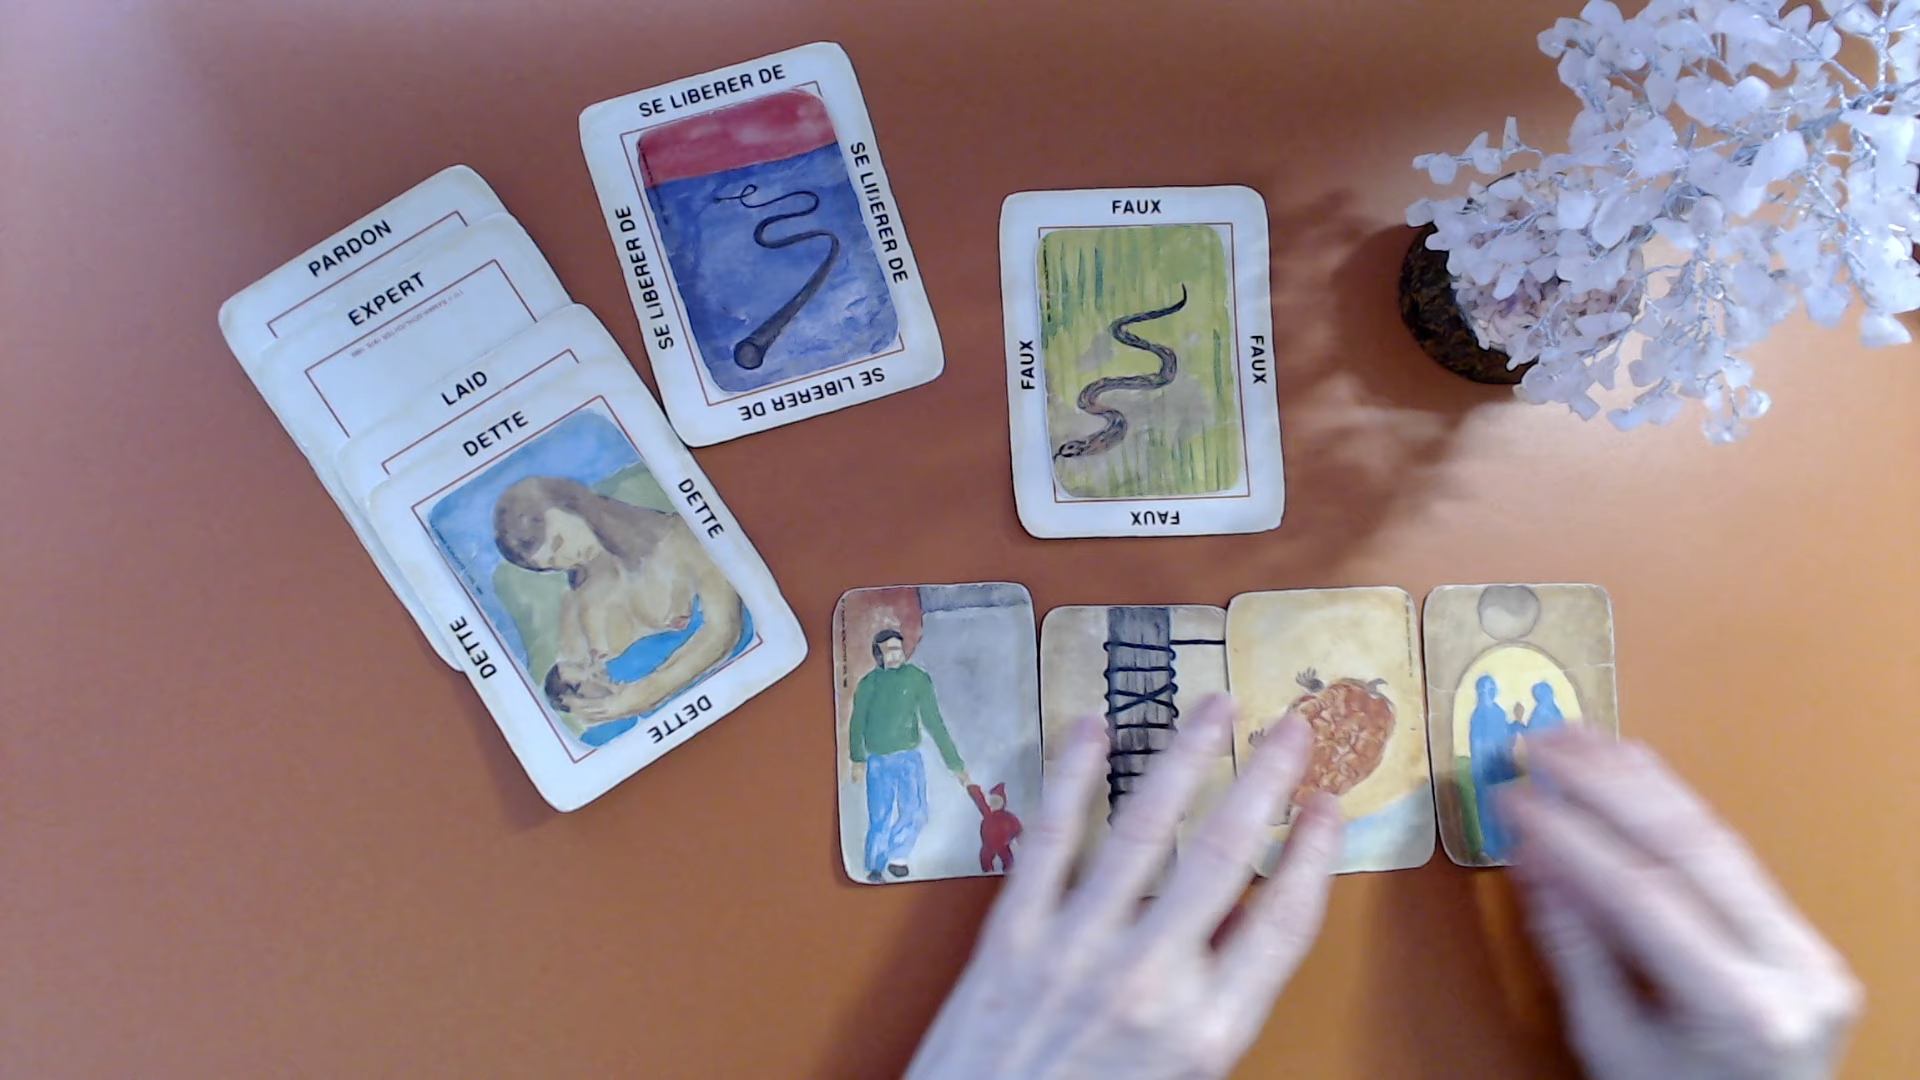 PARDON
EXPERT
LAID
DETTE
DETTE
DETTE
DETTE
SE LIBERER DE
SE LIBERER DE
SE LIBERER DE
SE LIBERER DE
FAUX
FAUX
FAUX
FAUX